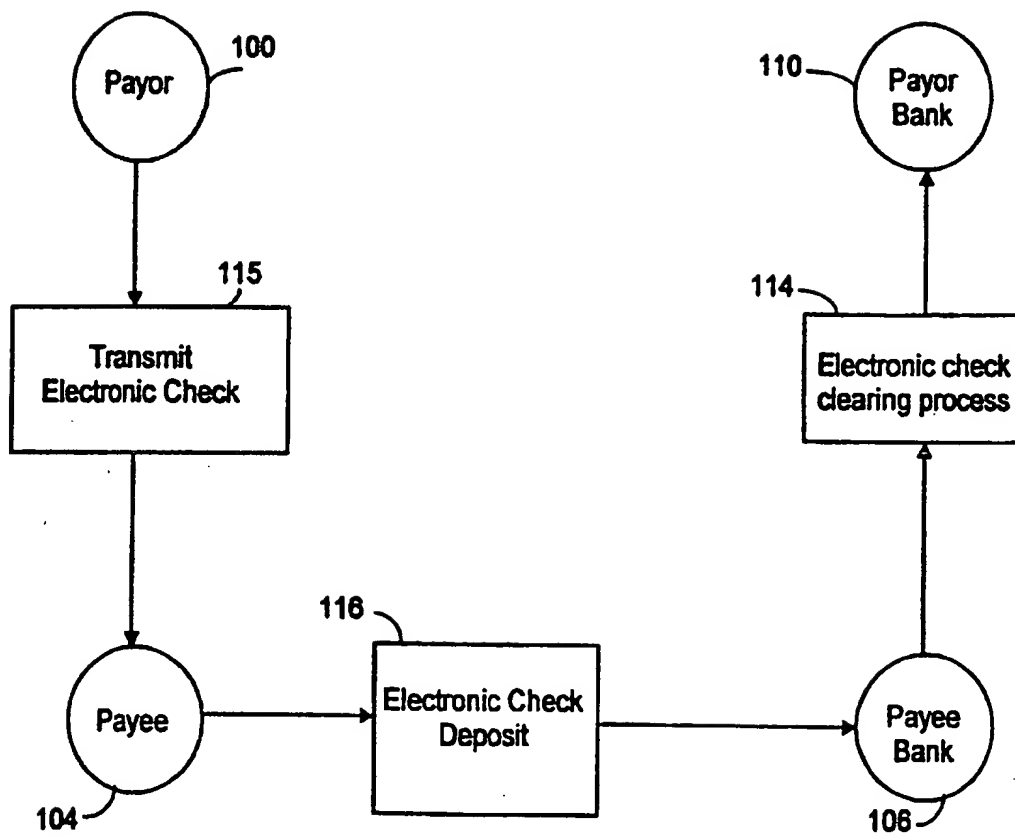 100
Payor
110
Payor
Bank
115
Transmit
Electronic Check
114
Electronic check
clearing process
116
Electronic Check
Deposit
Payee
Payee
Bank
104
106